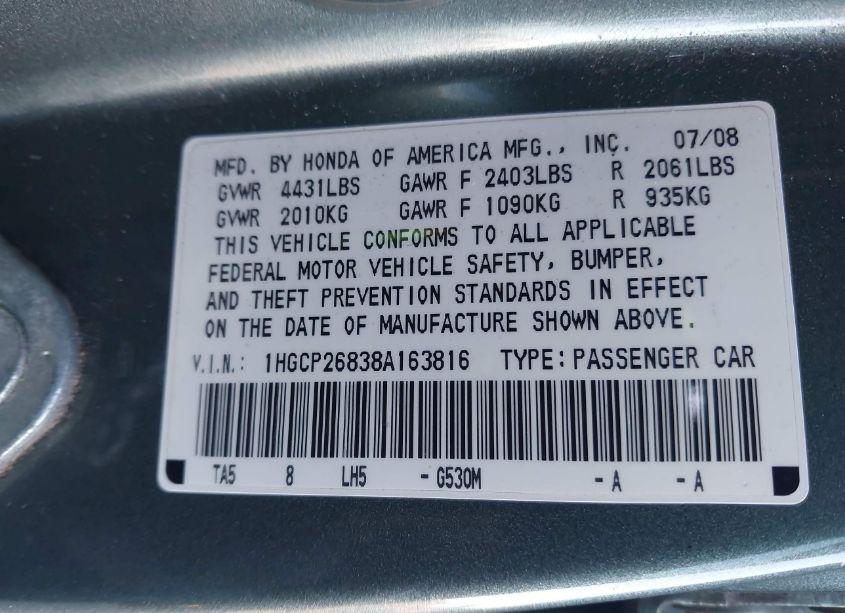 MFD. BY HONDA OF AMERICA MFG., INC. 07/08
GVWR 4431LBS GAWR F 2403LBS R 2061LBS
GVWR 2010KG GAWR F 1090KG R 935KG
THIS VEHICLE CONFORMS TO ALL APPLICABLE
FEDERAL MOTOR VEHICLE SAFETY, BUMPER,
AND THEFT PREVENTION STANDARDS IN EFFECT
ON THE DATE OF MANUFACTURE SHOWN ABOVE.
V.I.N.: 1HGCP26838A163816 TYPE:PASSENGER CAR
TA5 8 LH5 -G530M -A -A